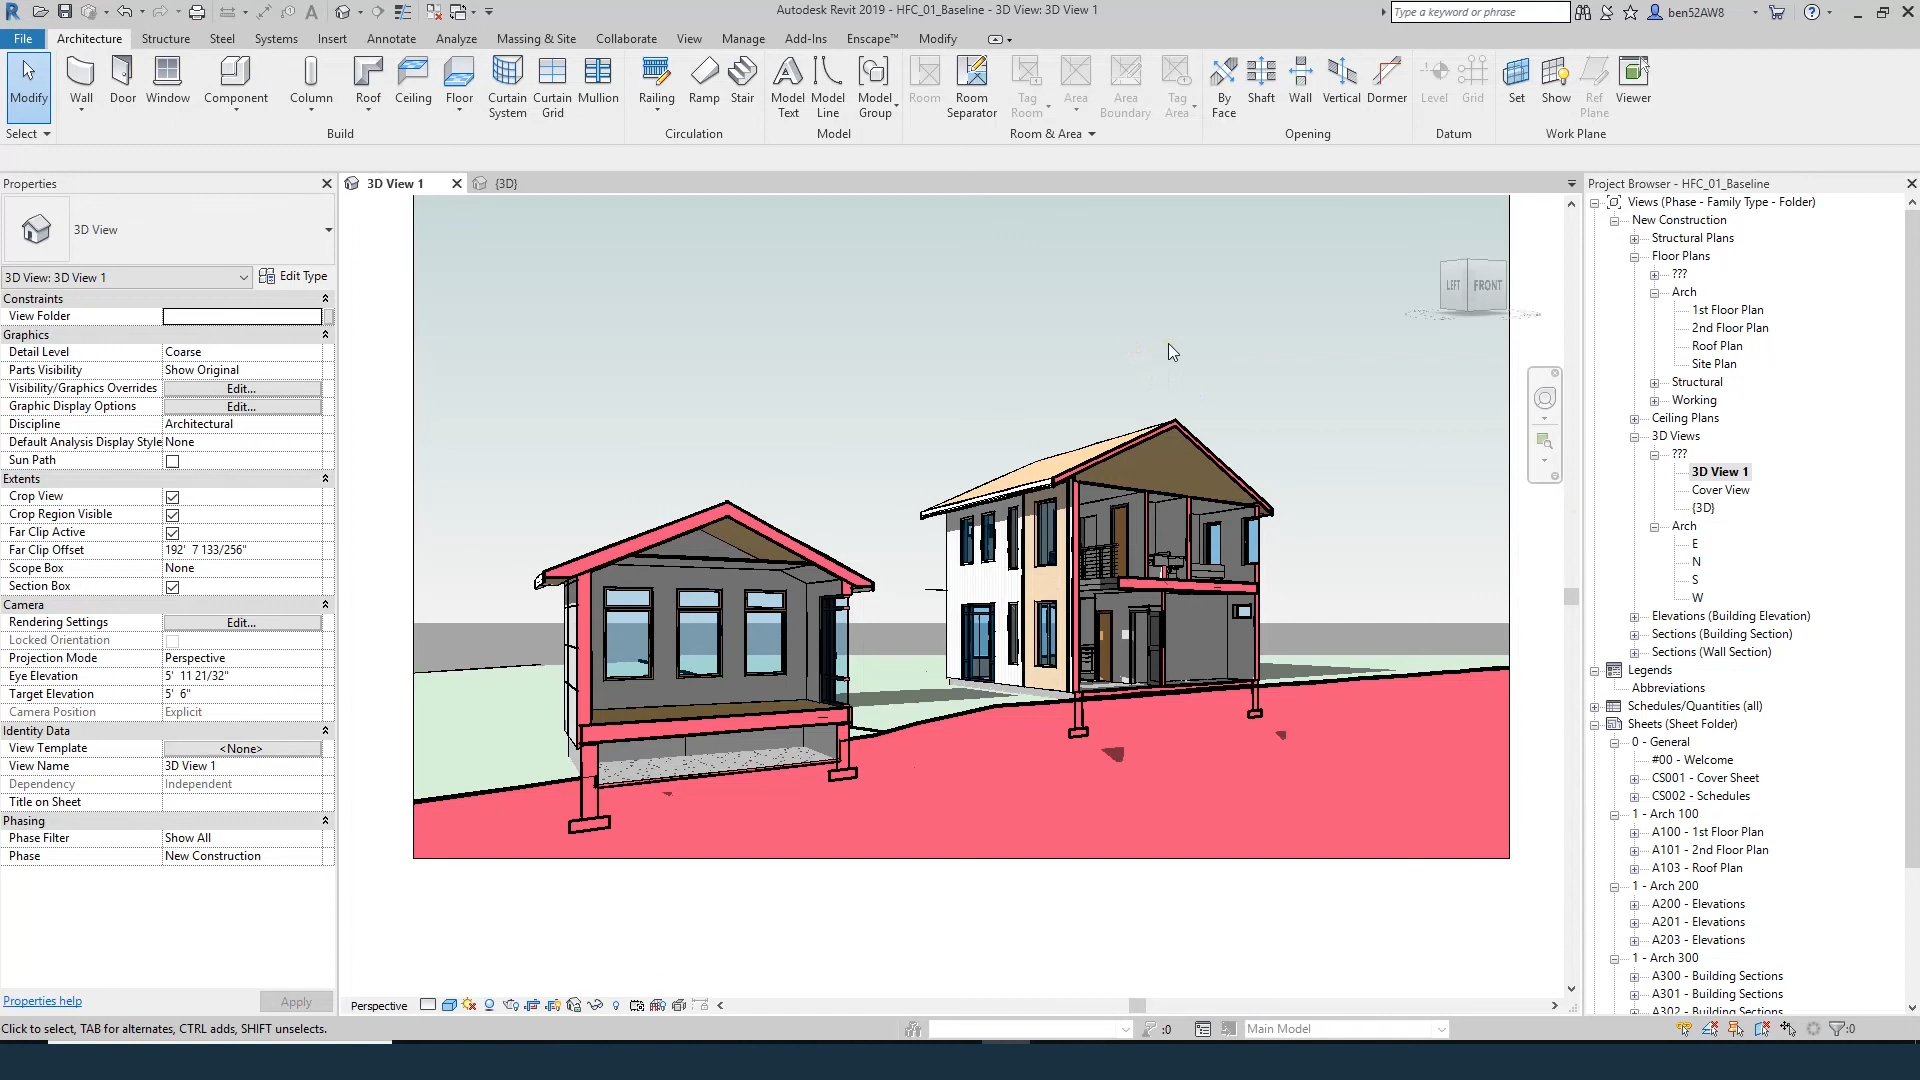 Autodesk Revit 2019 - HFC_01_Baseline - 3D View: 3D View 1
Type a keyword or phrase
ben52AW8
File
Architecture
Structure
Steel
Systems
Insert
Annotate
Analyze
Massing & Site
Collaborate
View
Manage
Add-Ins
Enscape™
Modify
Modify
Wall
Door
Window
Component
Column
Roof
Ceiling
Floor
Curtain System
Curtain Grid
Mullion
Railing
Ramp
Stair
Model Text
Model Line
Model Group
Room
Room Separator
Tag Room
Area
Area Boundary
Tag Area
By Face
Shaft
Wall
Vertical
Dormer
Level
Grid
Set
Show
Ref Plane
Viewer
Select
Build
Circulation
Model
Room & Area
Opening
Datum
Work Plane
Properties
3D View
3D View: 3D View 1
Edit Type
Constraints
View Folder
Graphics
Detail Level Coarse
Parts Visibility Show Original
Visibility/Graphics Overrides Edit...
Graphic Display Options Edit...
Discipline Architectural
Default Analysis Display Style None
Sun Path
Extents
Crop View
Crop Region Visible
Far Clip Active
Far Clip Offset 192' 7 133/256"
Scope Box None
Section Box
Camera
Rendering Settings Edit...
Locked Orientation
Projection Mode Perspective
Eye Elevation 5' 11 21/32"
Target Elevation 5' 6"
Camera Position Explicit
Identity Data
View Template <None>
View Name 3D View 1
Dependency Independent
Title on Sheet
Phasing
Phase Filter Show All
Phase New Construction
Properties help
Apply
3D View 1
{3D}
LEFT
FRONT
Perspective
Project Browser - HFC_01_Baseline
Views (Phase - Family Type - Folder)
New Construction
Structural Plans
Floor Plans
???
Arch
1st Floor Plan
2nd Floor Plan
Roof Plan
Site Plan
Structural
Working
Ceiling Plans
3D Views
???
3D View 1
Cover View
{3D}
Arch
E
N
S
W
Elevations (Building Elevation)
Sections (Building Section)
Sections (Wall Section)
Legends
Abbreviations
Schedules/Quantities (all)
Sheets (Sheet Folder)
0 - General
#00 - Welcome
CS001 - Cover Sheet
CS002 - Schedules
1 - Arch 100
A100 - 1st Floor Plan
A101 - 2nd Floor Plan
A103 - Roof Plan
1 - Arch 200
A200 - Elevations
A201 - Elevations
A203 - Elevations
1 - Arch 300
A300 - Building Sections
A301 - Building Sections
A302 - Building Sections
Click to select, TAB for alternates, CTRL adds, SHIFT unselects.
:0
Main Model
:0